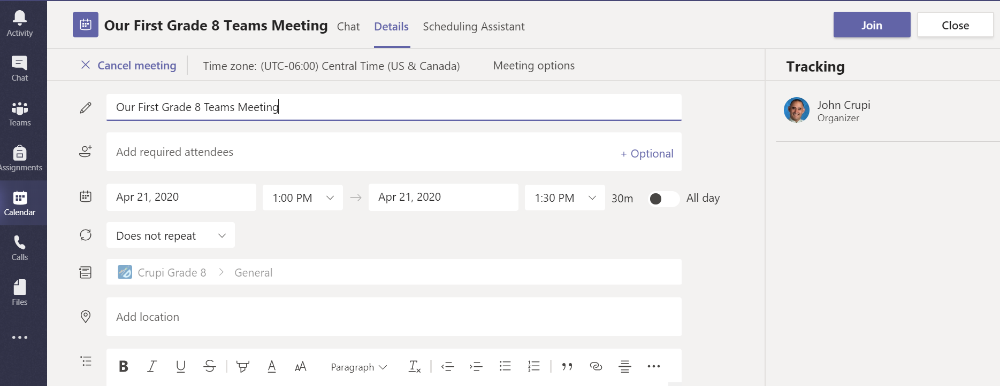 Activity
Chat
Teams
Assignments
Calendar
Calls
Files
Our First Grade 8 Teams Meeting Chat Details Scheduling Assistant Join Close
Cancel meeting Time zone: (UTC-06:00) Central Time (US & Canada) Meeting options
Our First Grade 8 Teams Meeting
Add required attendees + Optional
Apr 21, 2020 1:00 PM → Apr 21, 2020 1:30 PM 30m All day
Does not repeat
Crupi Grade 8 > General
Add location
B I U S A AA Paragraph Tx
Tracking
John Crupi
Organizer